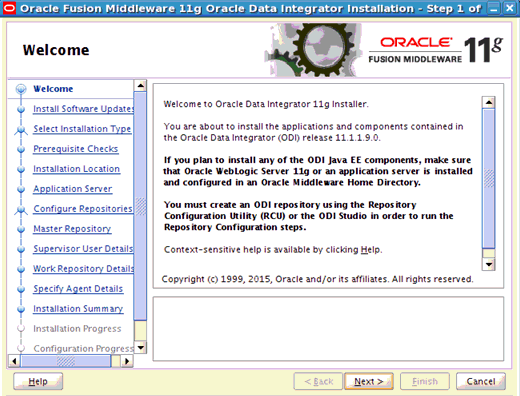 Oracle Fusion Middleware 11g Oracle Data Integrator Installation - Step 1 of
Welcome
ORACLE
FUSION MIDDLEWARE
11g
Welcome
Install Software Updates
Select Installation Type
Prerequisite Checks
Installation Location
Application Server
Configure Repositories
Master Repository
Supervisor User Details
Work Repository Details
Specify Agent Details
Installation Summary
Installation Progress
Configuration Progress
Welcome to Oracle Data Integrator 11g Installer.
You are about to install the applications and components contained in
the Oracle Data Integrator (ODI) release 11.1.1.9.0.
If you plan to install any of the ODI Java EE components, make sure
that Oracle WebLogic Server 11g or an application server is installed
and configured in an Oracle Middleware Home Directory.
You must create an ODI repository using the Repository
Configuration Utility (RCU) or the ODI Studio in order to run the
Repository Configuration steps.
Context-sensitive help is available by clicking Help.
Copyright (c) 1999, 2015, Oracle and/or its affiliates. All rights reserved.
Help
< Back
Next >
Finish
Cancel